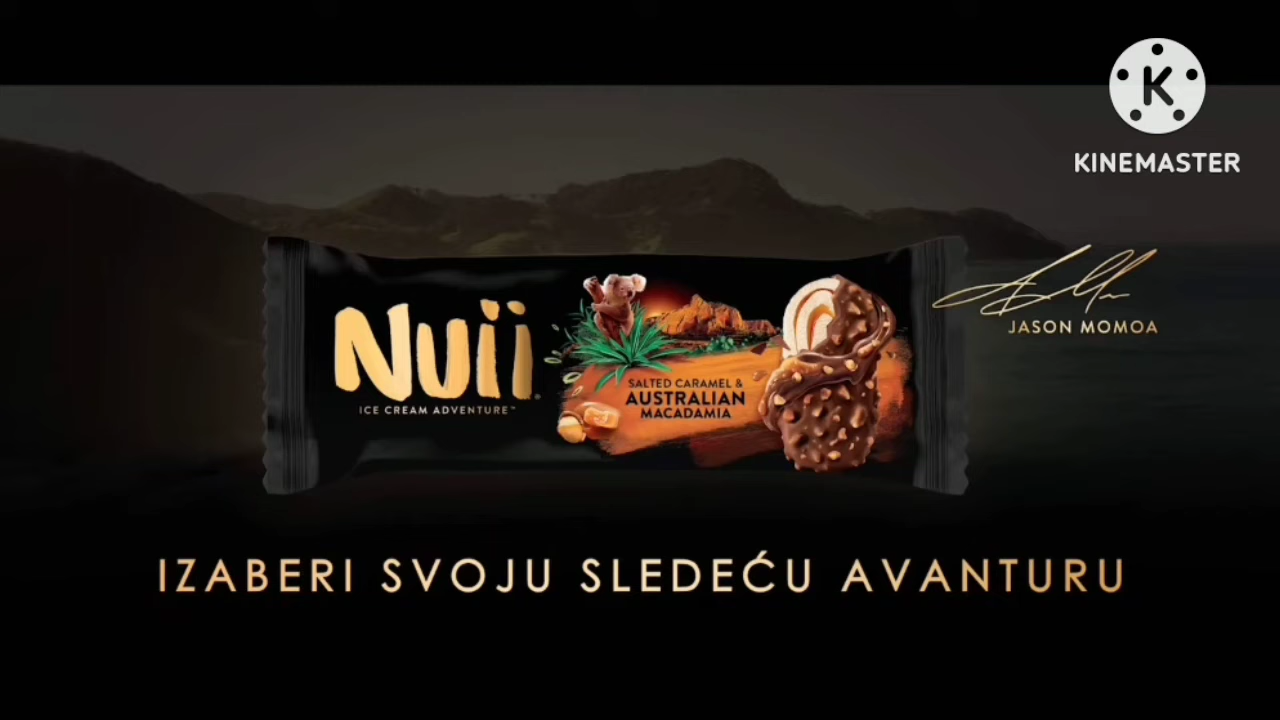 K
KINEMASTER
Nuii
ICE CREAM ADVENTURE™
SALTED CARAMEL &
AUSTRALIAN
MACADAMIA
JASON MOMOA
IZABERI SVOJU SLEDEĆU AVANTURU